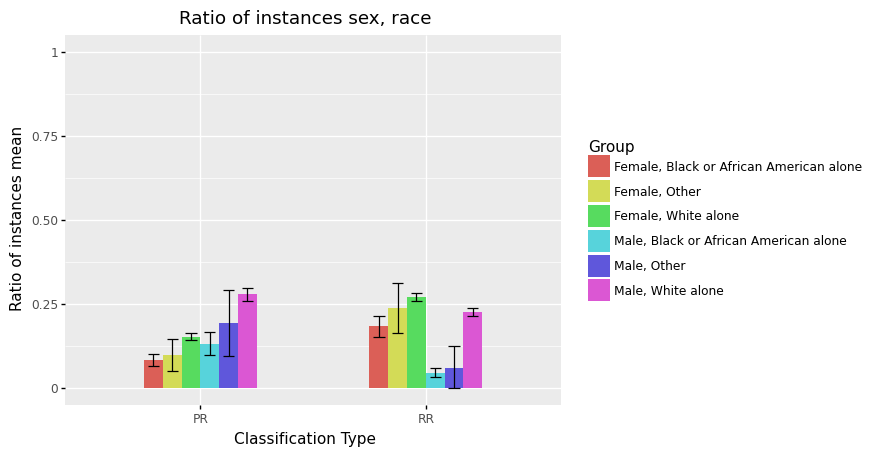 Ratio of instances sex, race
Ratio of instances mean
1
0.75
0.50
0.25
0
PR
RR
Classification Type
Group
Female, Black or African American alone
Female, Other
Female, White alone
Male, Black or African American alone
Male, Other
Male, White alone